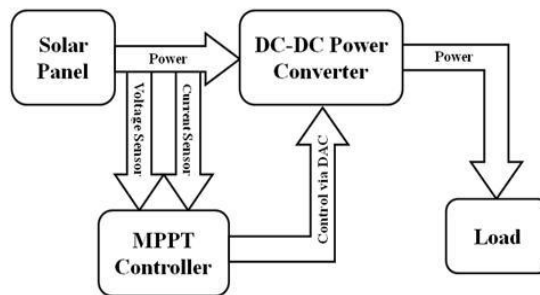 Solar
Panel
Power
DC-DC Power
Converter
Power
Voltage Sensor
Current Sensor
Control via DAC
MPPT
Controller
Load